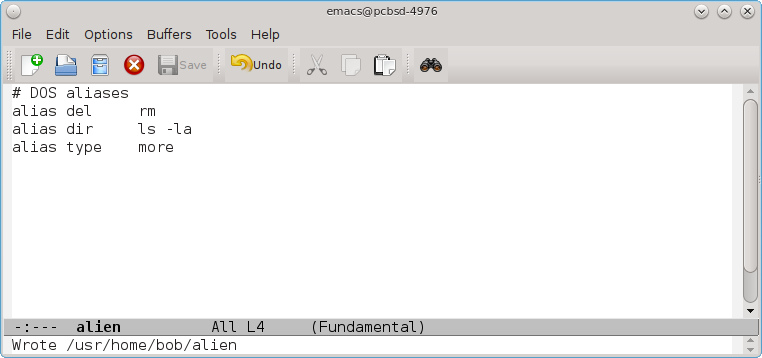 emacs@pcbsd-4976
File Edit Options Buffers Tools Help
Save Undo
# DOS aliases
alias del     rm
alias dir     ls -la
alias type    more
-:---  alien          All L4     (Fundamental)
Wrote /usr/home/bob/alien